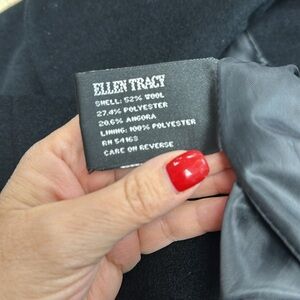 ELLEN TRACY
SHELL: 52% WOOL
27.4% POLYESTER
20.6% ANGORA
LINING: 100% POLYESTER
RN 54163
CARE ON REVERSE